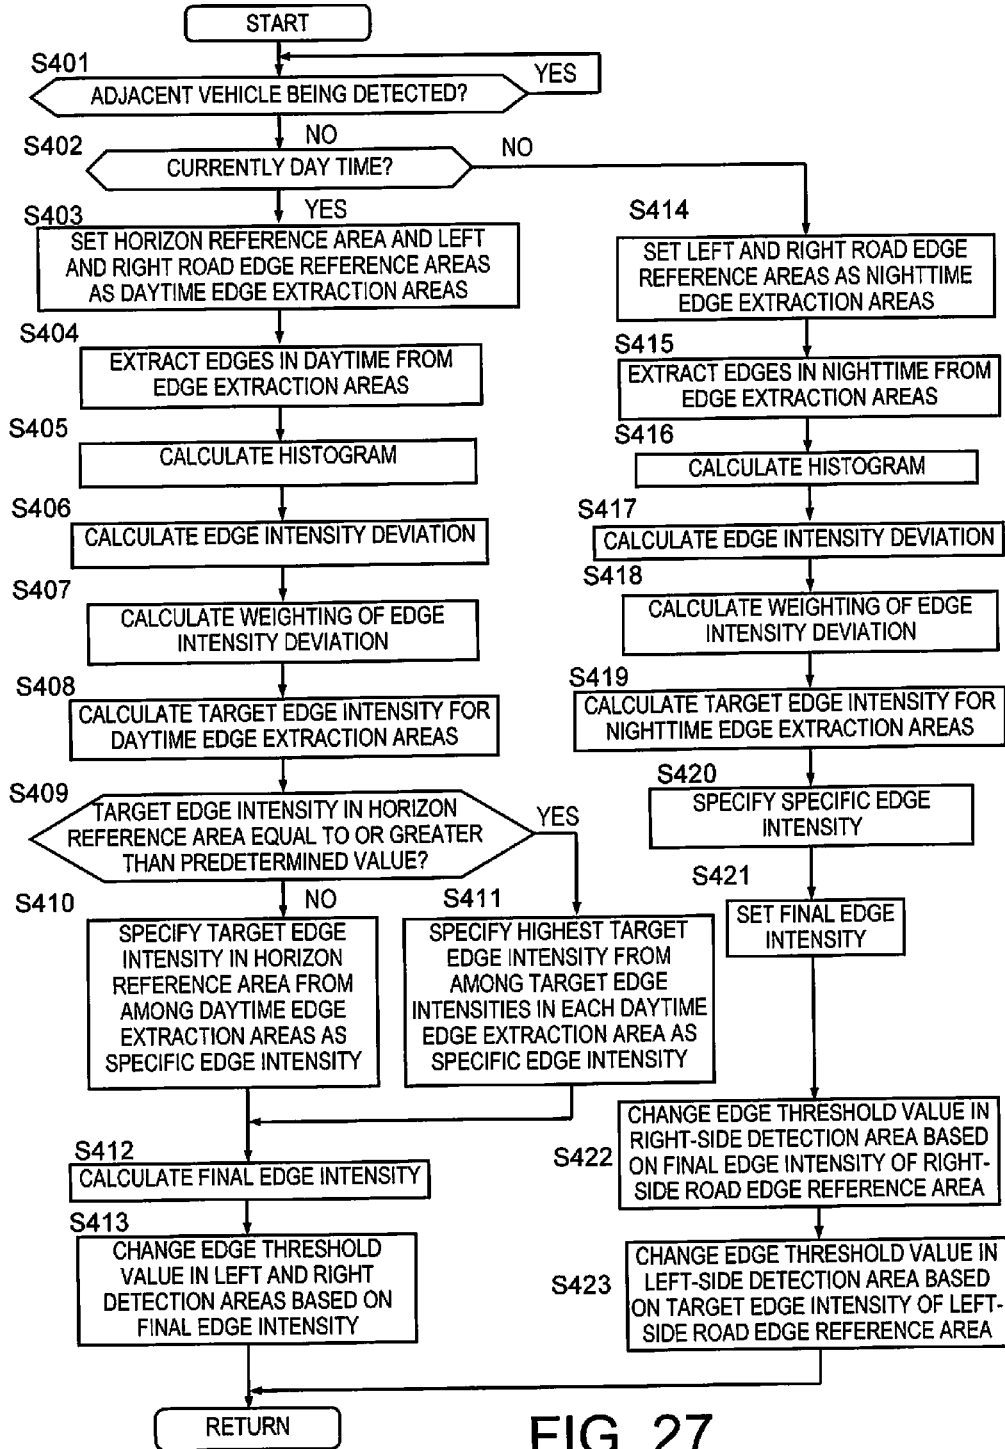 START
S401
YES
ADJACENT VEHICLE BEING DETECTED?
NO
S402
NO
CURRENTLY DAY TIME?
YES
S403
SET HORIZON REFERENCE AREA AND LEFT
AND RIGHT ROAD EDGE REFERENCE AREAS
AS DAYTIME EDGE EXTRACTION AREAS
S404
EXTRACT EDGES IN DAYTIME FROM
EDGE EXTRACTION AREAS
S405
CALCULATE HISTOGRAM
S406
CALCULATE EDGE INTENSITY DEVIATION
S407
CALCULATE WEIGHTING OF EDGE
INTENSITY DEVIATION
S408
CALCULATE TARGET EDGE INTENSITY FOR
DAYTIME EDGE EXTRACTION AREAS
S409
TARGET EDGE INTENSITY IN HORIZON
REFERENCE AREA EQUAL TO OR GREATER
THAN PREDETERMINED VALUE?
YES
NO
S410
SPECIFY TARGET EDGE
INTENSITY IN HORIZON
REFERENCE AREA FROM
AMONG DAYTIME EDGE
EXTRACTION AREAS AS
SPECIFIC EDGE INTENSITY
S411
SPECIFY HIGHEST TARGET
EDGE INTENSITY FROM
AMONG TARGET EDGE
INTENSITIES IN EACH DAYTIME
EDGE EXTRACTION AREA AS
SPECIFIC EDGE INTENSITY
S412
CALCULATE FINAL EDGE INTENSITY
S413
CHANGE EDGE THRESHOLD
VALUE IN LEFT AND RIGHT
DETECTION AREAS BASED ON
FINAL EDGE INTENSITY
S414
SET LEFT AND RIGHT ROAD EDGE
REFERENCE AREAS AS NIGHTTIME
EDGE EXTRACTION AREAS
S415
EXTRACT EDGES IN NIGHTTIME FROM
EDGE EXTRACTION AREAS
S416
CALCULATE HISTOGRAM
S417
CALCULATE EDGE INTENSITY DEVIATION
S418
CALCULATE WEIGHTING OF EDGE
INTENSITY DEVIATION
S419
CALCULATE TARGET EDGE INTENSITY FOR
NIGHTTIME EDGE EXTRACTION AREAS
S420
SPECIFY SPECIFIC EDGE
INTENSITY
S421
SET FINAL EDGE
INTENSITY
S422
CHANGE EDGE THRESHOLD VALUE IN
RIGHT-SIDE DETECTION AREA BASED
ON FINAL EDGE INTENSITY OF RIGHT-
SIDE ROAD EDGE REFERENCE AREA
S423
CHANGE EDGE THRESHOLD VALUE IN
LEFT-SIDE DETECTION AREA BASED
ON TARGET EDGE INTENSITY OF LEFT-
SIDE ROAD EDGE REFERENCE AREA
RETURN
FIG. 27